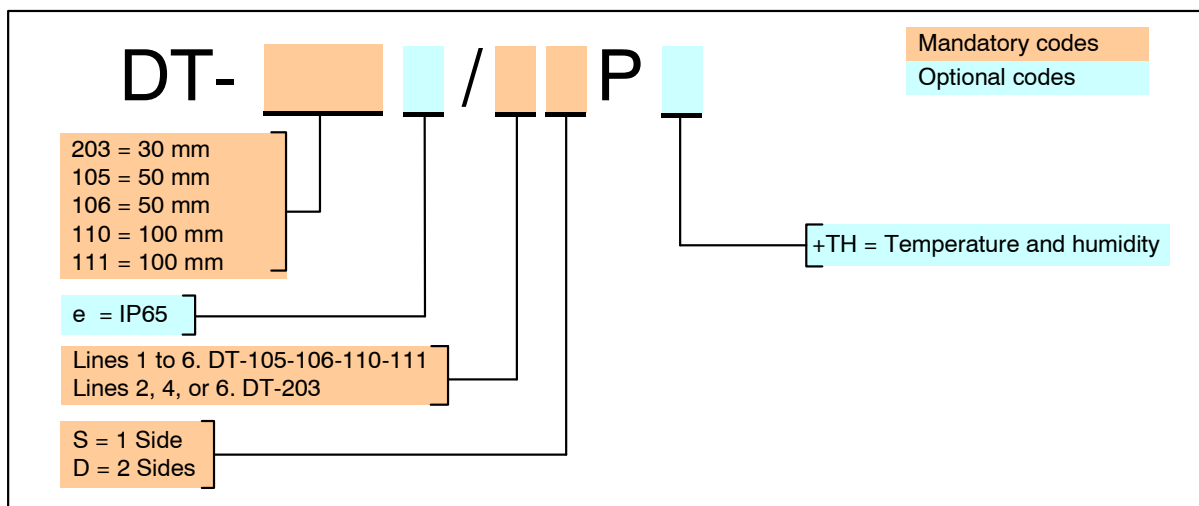 DT- / P
Mandatory codes
Optional codes
203 = 30 mm
105 = 50 mm
106 = 50 mm
110 = 100 mm
111 = 100 mm
+TH = Temperature and humidity
e = IP65
Lines 1 to 6. DT-105-106-110-111
Lines 2, 4, or 6. DT-203
S = 1 Side
D = 2 Sides